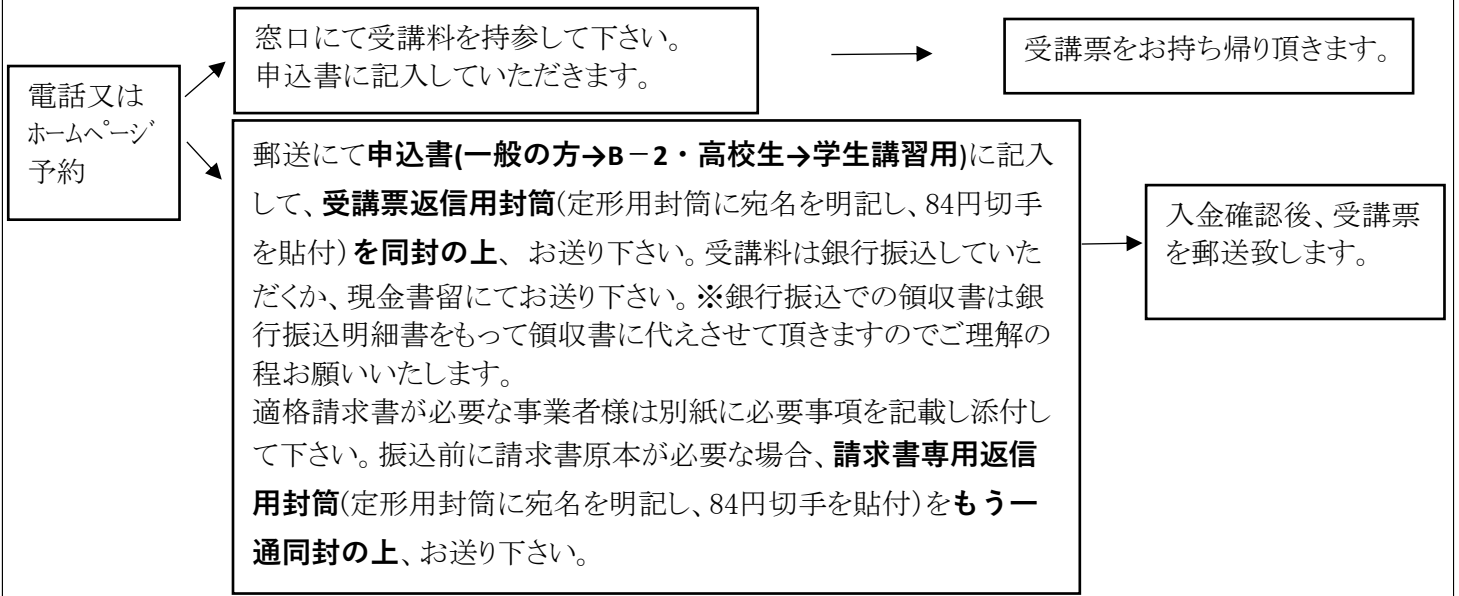 電話又は
ホームページ
予約
窓口にて受講料を持参して下さい。
申込書に記入していただきます。
受講票をお持ち帰り頂きます。
郵送にて申込書(一般の方→B－2・高校生→学生講習用)に記入
して、受講票返信用封筒(定形用封筒に宛名を明記し、84円切手
を貼付)を同封の上、お送り下さい。受講料は銀行振込していた
だくか、現金書留にてお送り下さい。※銀行振込での領収書は銀
行振込明細書をもって領収書に代えさせて頂きますのでご理解の
程お願いいたします。
適格請求書が必要な事業者様は別紙に必要事項を記載し添付し
て下さい。振込前に請求書原本が必要な場合、請求書専用返信
用封筒(定形用封筒に宛名を明記し、84円切手を貼付)をもう一
通同封の上、お送り下さい。
入金確認後、受講票
を郵送致します。